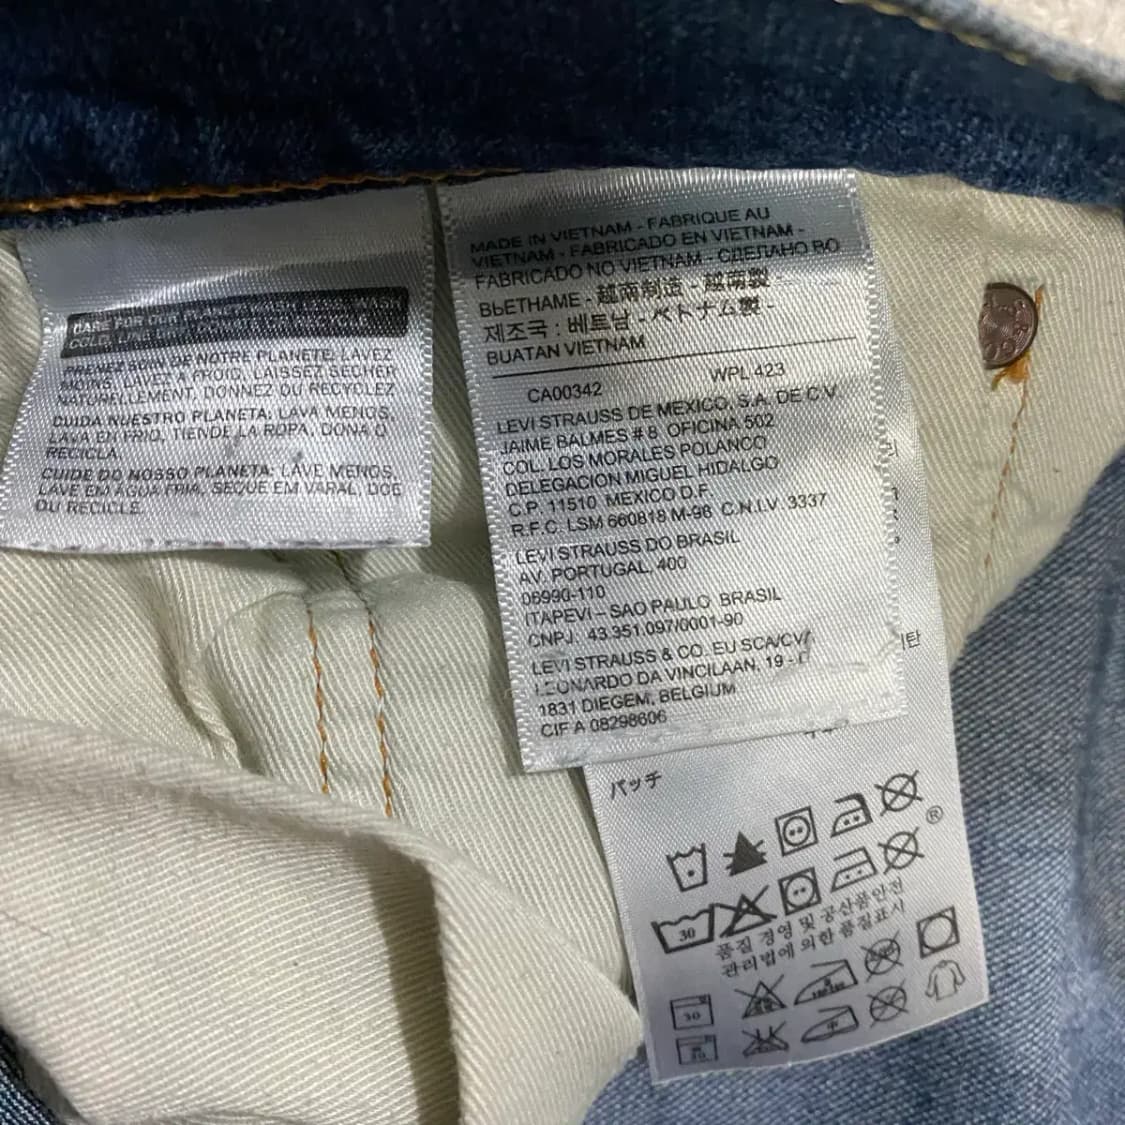 CARE FOR OUR PLANET: WASH LESS, WASH
COLD, LINE
PRENEZ SOIN DE NOTRE PLANETE: LAVEZ
MOINS, LAVEZ A FROID, LAISSEZ SECHER
NATURELLEMENT, DONNEZ OU RECYCLEZ
CUIDA NUESTRO PLANETA: LAVA MENOS,
LAVA EN FRIO, TIENDE LA ROPA, DONA O
RECICLA.
CUIDE DO NOSSO PLANETA: LAVE MENOS,
LAVE EM AGUA FRIA, SEQUE EM VARAL, DOE
OU RECICLE.
MADE IN VIETNAM - FABRIQUE AU
VIETNAM - FABRICADO EN VIETNAM -
FABRICADO NO VIETNAM - СДЕЛАНО ВО
ВЬЕТНАМЕ - 越南制造 - 越南製
제조국 : 베트남 - ベトナム製 -
BUATAN VIETNAM
CA00342 WPL 423
LEVI STRAUSS DE MEXICO, S.A. DE C.V.
JAIME BALMES # 8 OFICINA 502
COL. LOS MORALES POLANCO
DELEGACION MIGUEL HIDALGO
C.P. 11510 MEXICO D.F.
R.F.C. LSM 660818 M-98 C.N.I.V. 3337
LEVI STRAUSS DO BRASIL
AV. PORTUGAL, 400
06990-110
ITAPEVI – SAO PAULO BRASIL
CNPJ: 43.351.097/0001-90
LEVI STRAUSS & CO. EU SCA/CVA
LEONARDO DA VINCILAAN, 19 -
1831 DIEGEM, BELGIUM
CIF A 08298606
탄
パッチ
®
30
품질 경영 및 공산품안전
관리법에 의한 품질표시
30
中